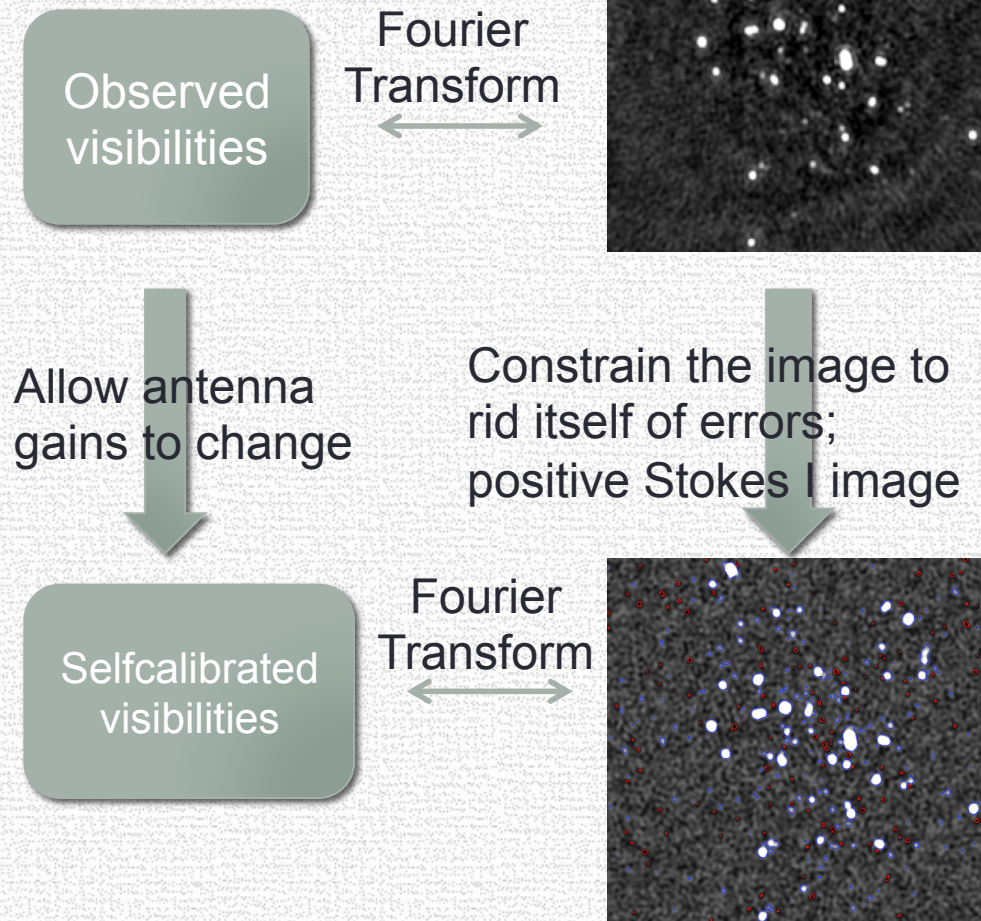 Observed
visibilities
Fourier
Transform
Allow antenna
gains to change
Constrain the image to
rid itself of errors;
positive Stokes I image
Selfcalibrated
visibilities
Fourier
Transform